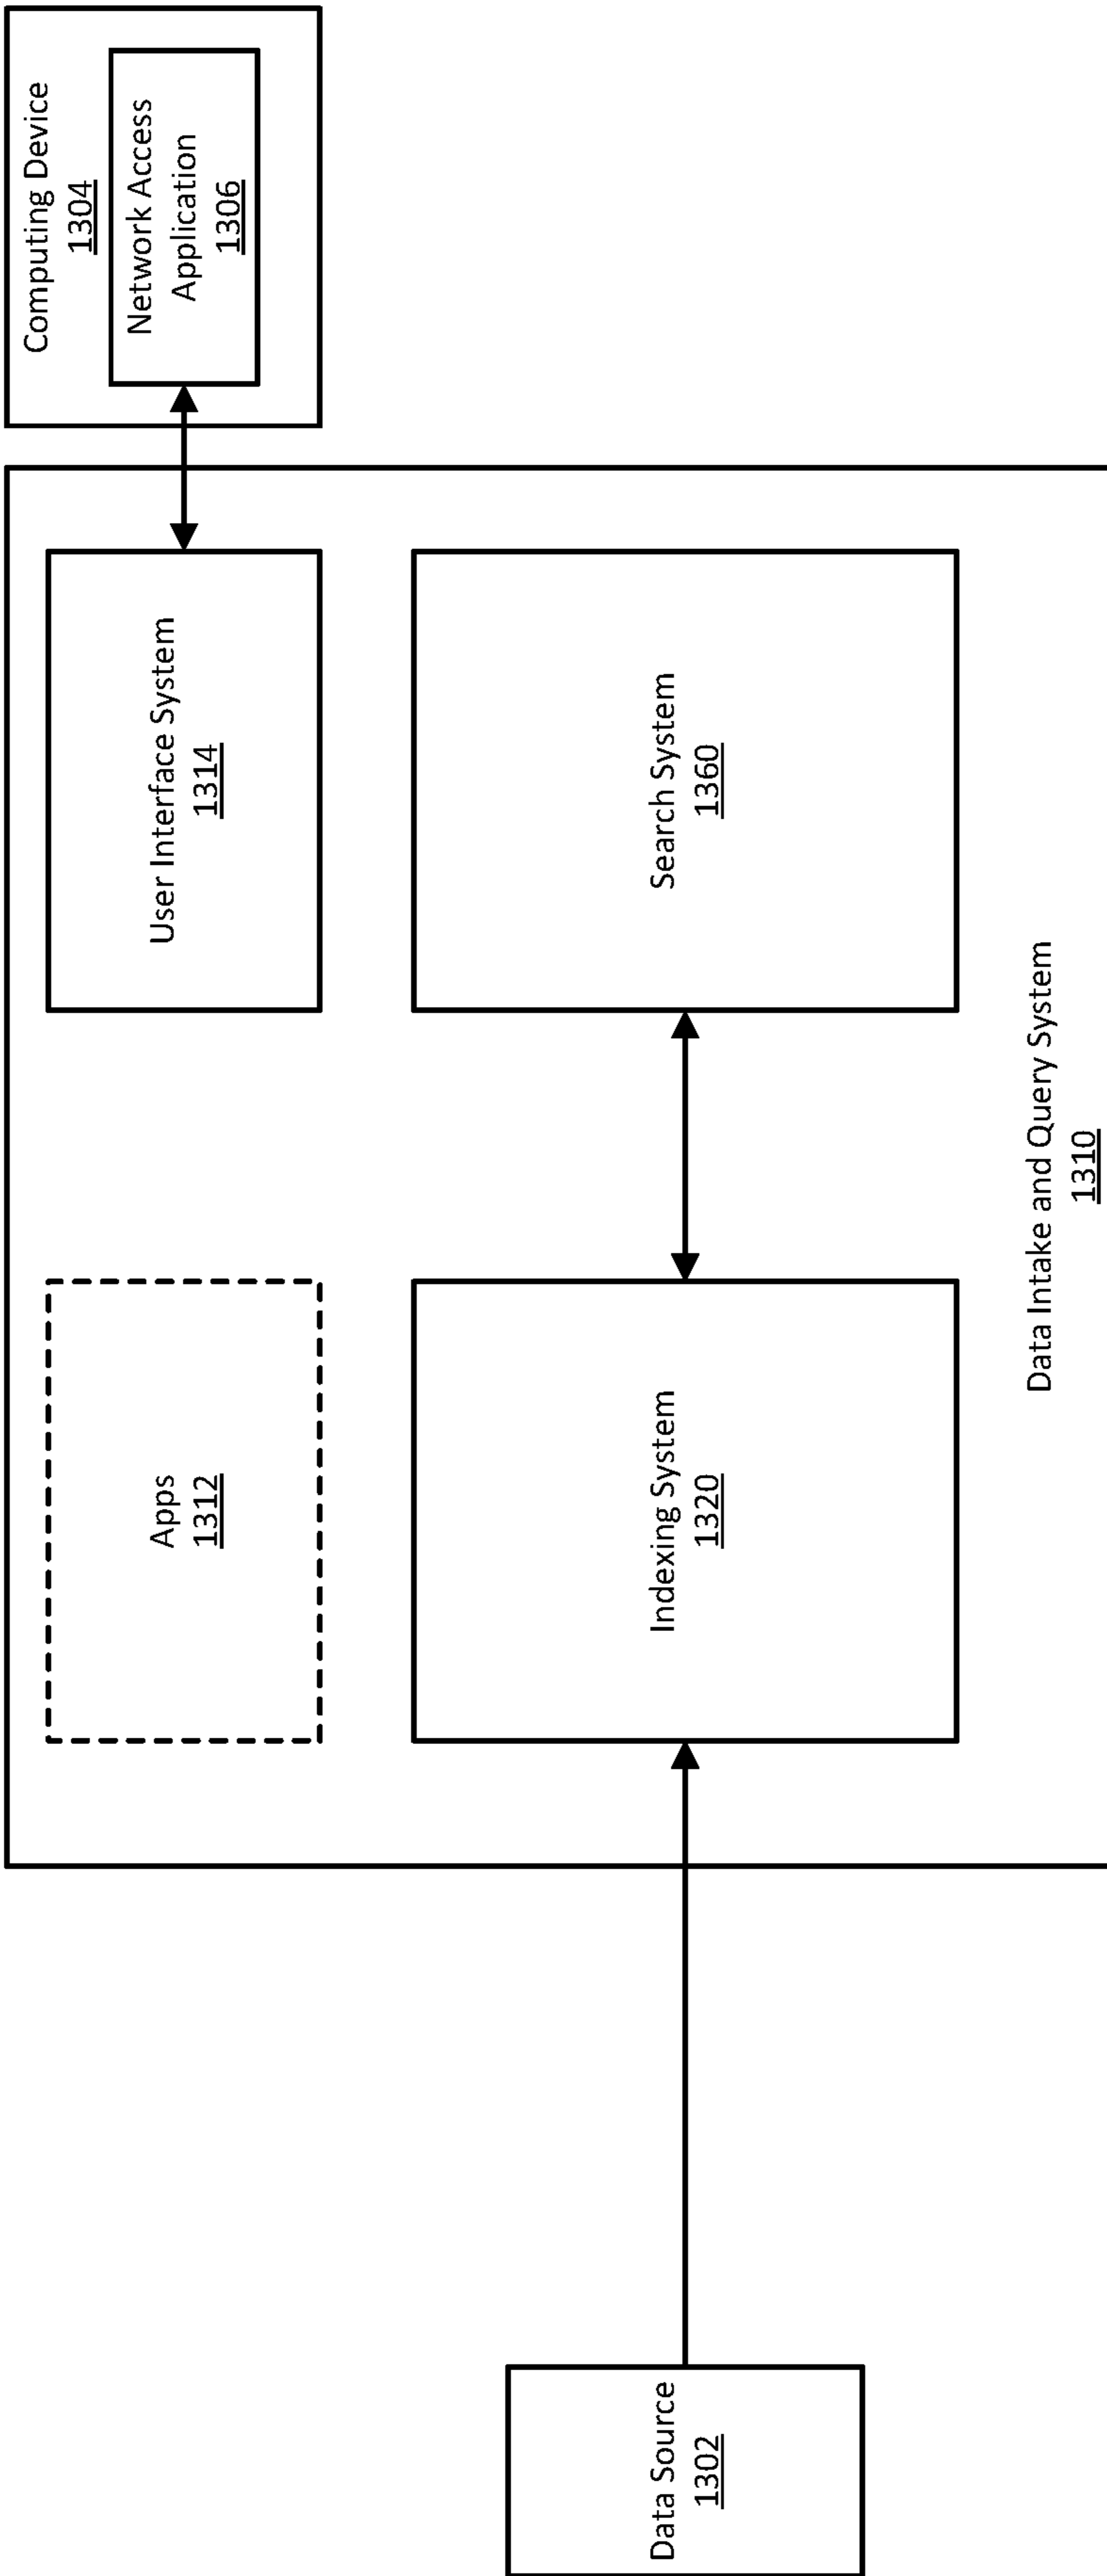 Computing Device
1304
Network Access
Application
1306
Apps
1312
User Interface System
1314
Data Source
1302
Indexing System
1320
Search System
1360
Data Intake and Query System
1310